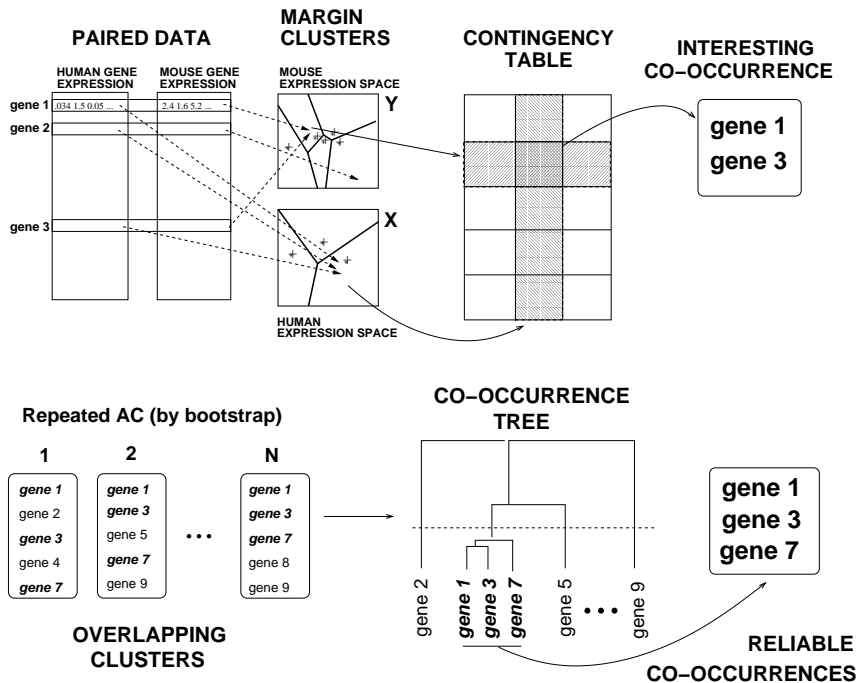 PAIRED DATA
MARGIN
CLUSTERS
CONTINGENCY
TABLE
INTERESTING
CO−OCCURRENCE
HUMAN GENE
EXPRESSION
MOUSE GENE
EXPRESSION
MOUSE
EXPRESSION SPACE
gene 1
.034 1.5 0.05 ...
2.4 1.6 5.2 ...
gene 2
gene 3
Y
X
HUMAN
EXPRESSION SPACE
gene 1
gene 3
Repeated AC (by bootstrap)
1
2
N
gene 1
gene 2
gene 3
gene 4
gene 7
gene 1
gene 3
gene 5
gene 7
gene 9
gene 1
gene 3
gene 7
gene 8
gene 9
OVERLAPPING
CLUSTERS
CO−OCCURRENCE
TREE
gene 2
gene 1
gene 3
gene 7
gene 5
gene 9
gene 1
gene 3
gene 7
RELIABLE
CO−OCCURRENCES